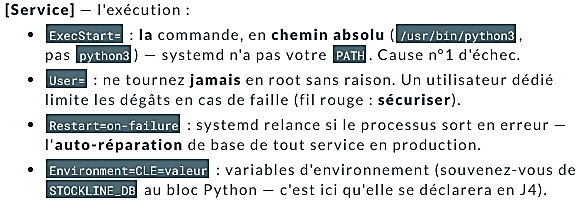 [Service] — l'exécution :
• ExecStart= : la commande, en chemin absolu ( /usr/bin/python3 ,
pas python3 ) — systemd n'a pas votre PATH . Cause n°1 d'échec.
• User= : ne tournez jamais en root sans raison. Un utilisateur dédié
limite les dégâts en cas de faille (fil rouge : sécuriser).
• Restart=on-failure : systemd relance si le processus sort en erreur —
l'auto-réparation de base de tout service en production.
• Environment=CLE=valeur : variables d'environnement (souvenez-vous de
STOCKLINE_DB au bloc Python — c'est ici qu'elle se déclarera en J4).